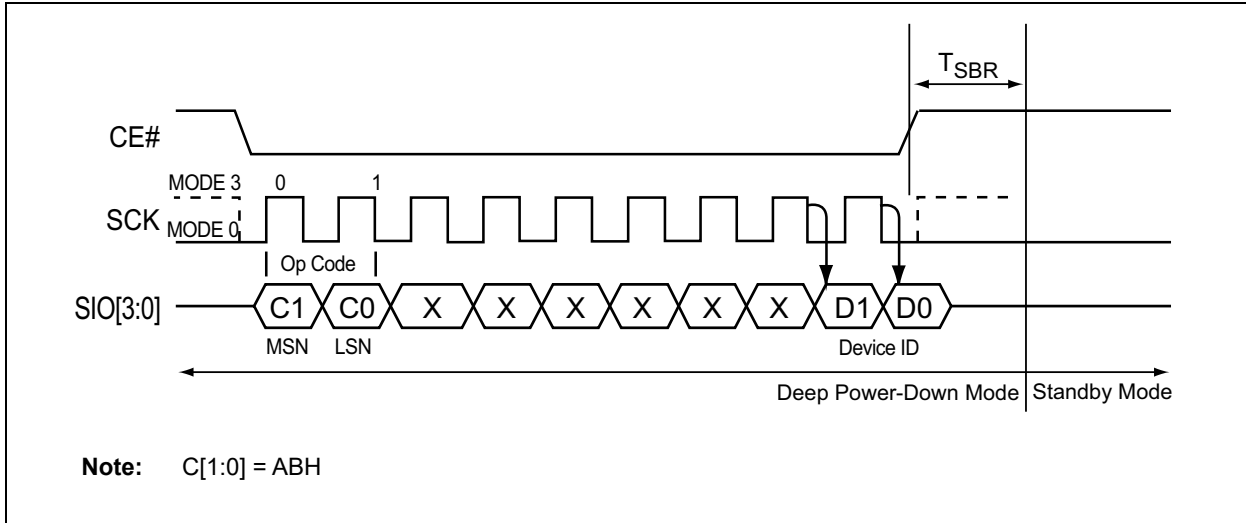 TSBR
CE#
MODE 3 0 1
SCK MODE 0
Op Code
SIO[3:0] C1 C0 X X X X X X D1 D0
MSN LSN Device ID
Deep Power-Down Mode Standby Mode
Note: C[1:0] = ABH